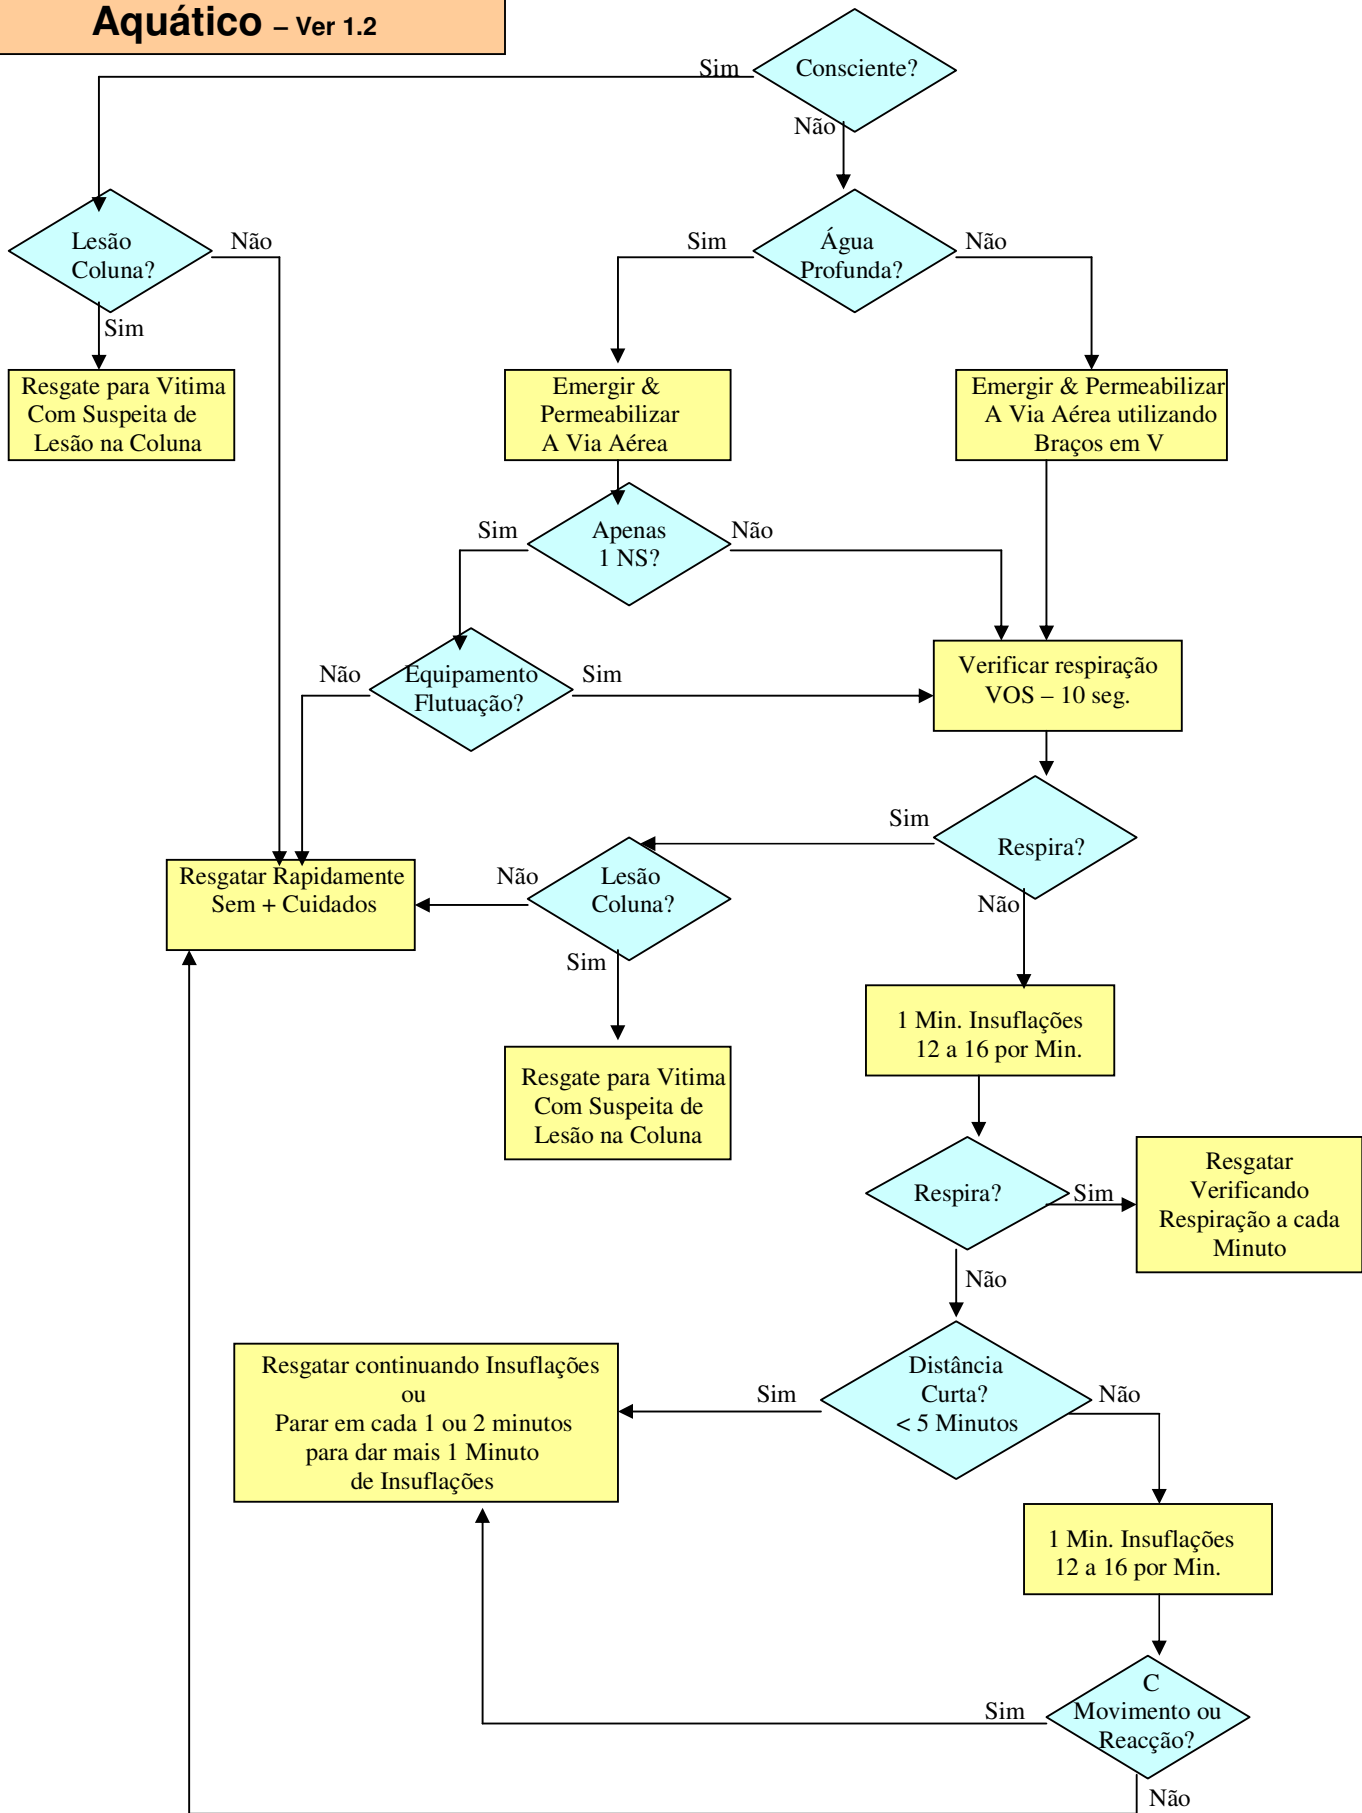 Aquático – Ver 1.2
Consciente?
Sim
Não
Lesão
Coluna?
Não
Sim
Água
Profunda?
Sim
Não
Resgate para Vitima
Com Suspeita de
Lesão na Coluna
Emergir &
Permeabilizar
A Via Aérea
Emergir & Permeabilizar
A Via Aérea utilizando
Braços em V
Apenas
1 NS?
Sim
Não
Equipamento
Flutuação?
Não
Sim
Verificar respiração
VOS – 10 seg.
Respira?
Sim
Não
Lesão
Coluna?
Não
Sim
Resgatar Rapidamente
Sem + Cuidados
1 Min. Insuflações
12 a 16 por Min.
Resgate para Vitima
Com Suspeita de
Lesão na Coluna
Respira?
Sim
Não
Resgatar
Verificando
Respiração a cada
Minuto
Distância
Curta?
< 5 Minutos
Sim
Não
Resgatar continuando Insuflações
ou
Parar em cada 1 ou 2 minutos
para dar mais 1 Minuto
de Insuflações
1 Min. Insuflações
12 a 16 por Min.
C
Movimento ou
Reacção?
Sim
Não